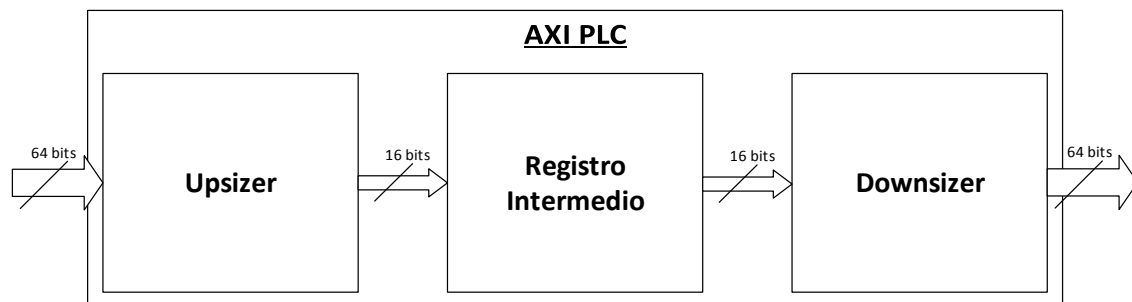 AXI PLC
64 bits
Upsizer
16 bits
Registro
Intermedio
16 bits
Downsizer
64 bits